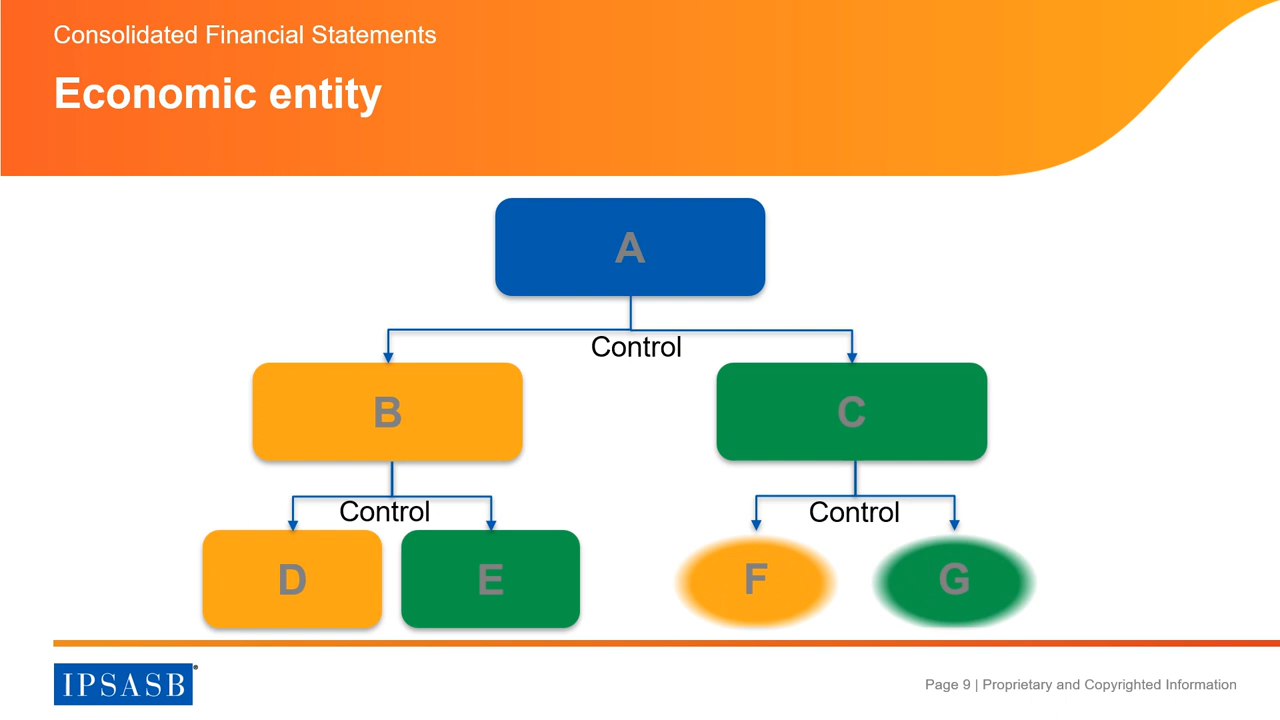 Consolidated Financial Statements
Economic entity
A
Control
B
C
Control
Control
D
E
F
G
IPSASB®
Page 9 | Proprietary and Copyrighted Information